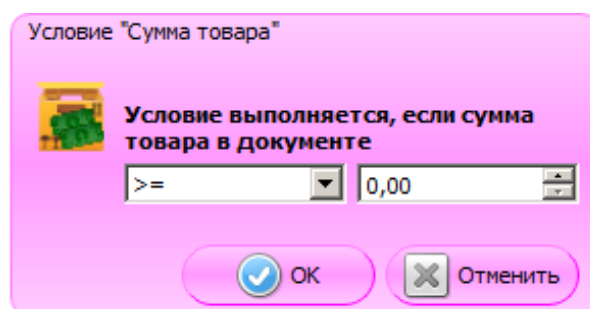 Условие "Сумма товара"
Условие выполняется, если сумма
товара в документе
>= 0,00
OK Отменить